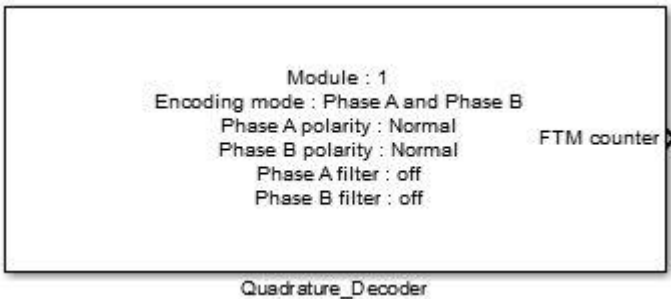 Module : 1
Encoding mode : Phase A and Phase B
Phase A polarity : Normal
Phase B polarity : Normal
FTM counter
Phase A filter : off
Phase B filter : off
Quadrature_Decoder